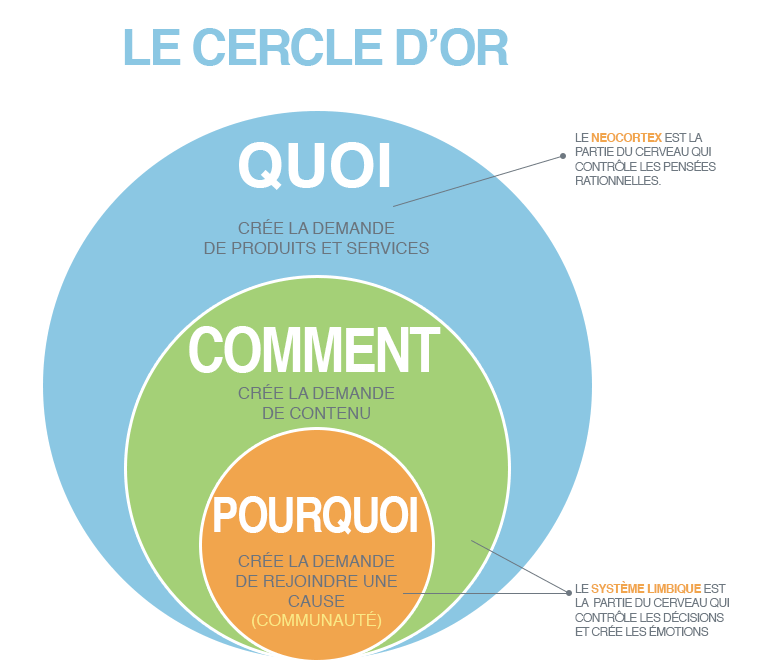 LE CERCLE D’OR
QUOI
CRÉE LA DEMANDE
DE PRODUITS ET SERVICES
LE NEOCORTEX EST LA
PARTIE DU CERVEAU QUI
CONTRÔLE LES PENSÉES
RATIONNELLES.
COMMENT
CRÉE LA DEMANDE
DE CONTENU
POURQUOI
CRÉE LA DEMANDE
DE REJOINDRE UNE
CAUSE
(COMMUNAUTÉ)
LE SYSTÈME LIMBIQUE EST
LA PARTIE DU CERVEAU QUI
CONTRÔLE LES DÉCISIONS
ET CRÉE LES ÉMOTIONS